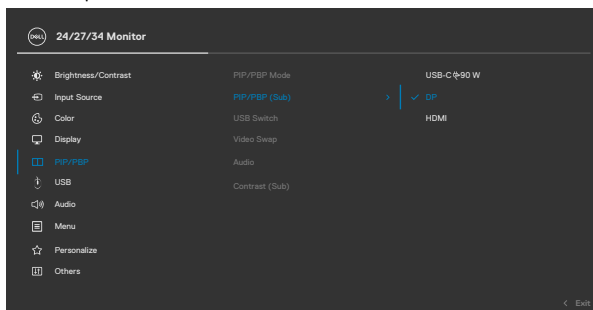 DELL 24/27/34 Monitor
Brightness/Contrast PIP/PBP Mode USB-C 90 W
Input Source PIP/PBP (Sub) > ✓ DP
Color USB Switch HDMI
Display Video Swap
PIP/PBP Audio
USB Contrast (Sub)
Audio
Menu
Personalize
Others
< Exit